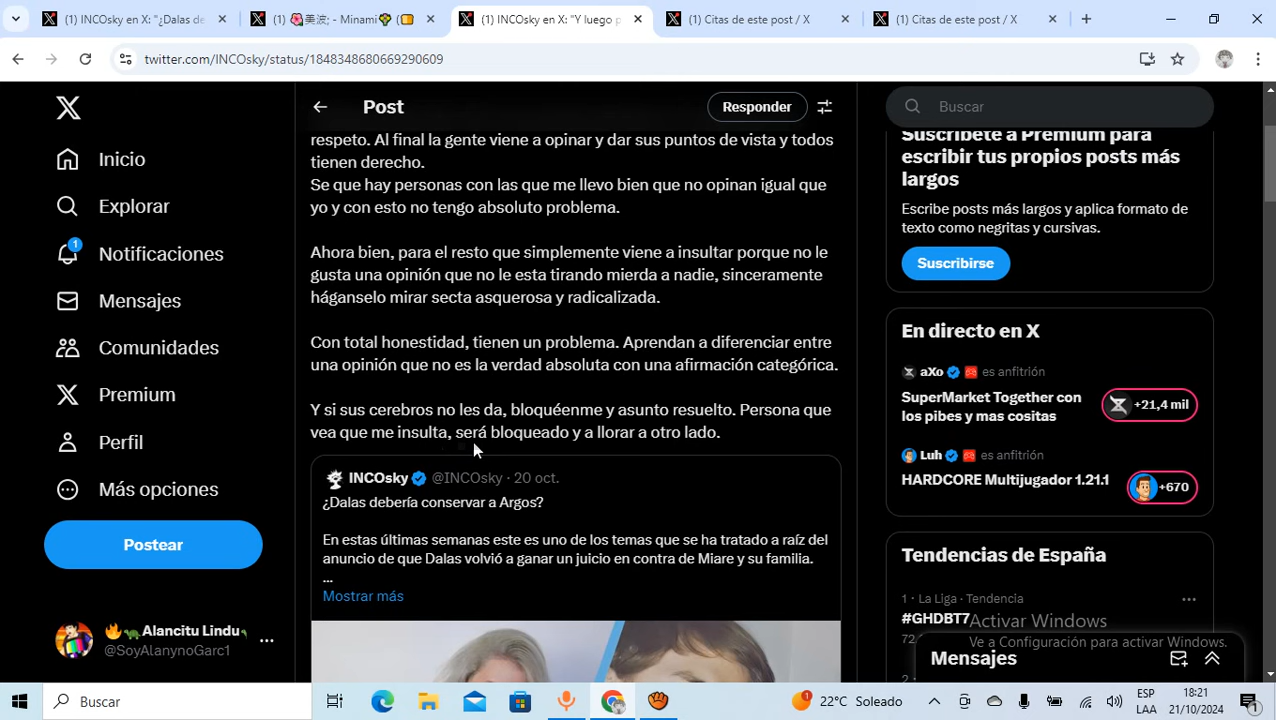 (1) INCOsky en X: "¿Dalas de
(1) 🌺美波; - Minami🌳 (
(1) INCOsky en X: "Y luego p
(1) Citas de este post / X
(1) Citas de este post / X
twitter.com/INCOsky/status/1848348680669290609
Inicio
Explorar
1
Notificaciones
Mensajes
Comunidades
Premium
Perfil
Más opciones
Postear
🔥🦎Alancitu Lindu
@SoyAlanynoGarc1
Post
Responder
respeto. Al final la gente viene a opinar y dar sus puntos de vista y todos
tienen derecho.
Se que hay personas con las que me llevo bien que no opinan igual que
yo y con esto no tengo absoluto problema.
Ahora bien, para el resto que simplemente viene a insultar porque no le
gusta una opinión que no le esta tirando mierda a nadie, sinceramente
háganselo mirar secta asquerosa y radicalizada.
Con total honestidad, tienen un problema. Aprendan a diferenciar entre
una opinión que no es la verdad absoluta con una afirmación categórica.
Y si sus cerebros no les da, bloquéenme y asunto resuelto. Persona que
vea que me insulta, será bloqueado y a llorar a otro lado.
INCOsky @INCOsky · 20 oct.
¿Dalas debería conservar a Argos?
En estas últimas semanas este es uno de los temas que se ha tratado a raíz del
anuncio de que Dalas volvió a ganar un juicio en contra de Miare y su familia.
...
Mostrar más
Buscar
Suscríbete a Premium para
escribir tus propios posts más
largos
Escribe posts más largos y aplica formato de
texto como negritas y cursivas.
Suscribirse
En directo en X
aXo es anfitrión
SuperMarket Together con
los pibes y mas cositas
+21,4 mil
Luh es anfitrión
HARDCORE Multijugador 1.21.1
+670
Tendencias de España
1 · La Liga · Tendencia
#GHDBT7
72
2
Activar Windows
Ve a Configuración para activar Windows.
Mensajes
Buscar
1
22°C Soleado
ESP
LAA
18:21
21/10/2024
1